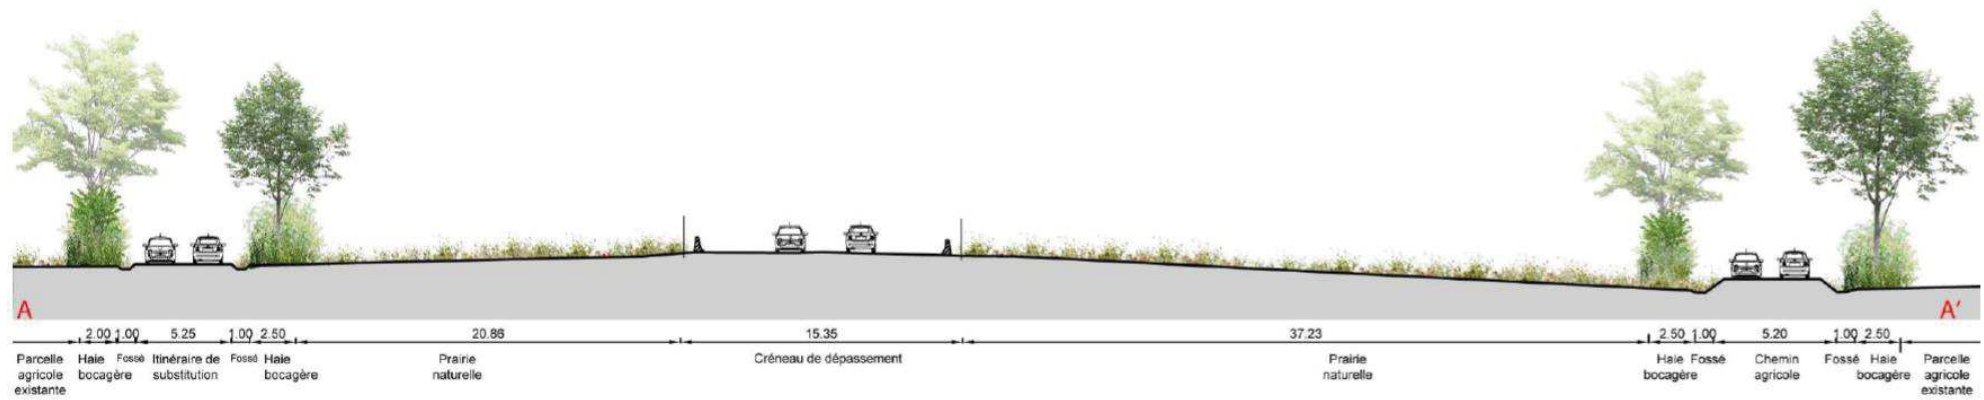 A
A'
2.00 1.00 5.25 1.00 2.50 20.86 15.35 37.23 2.50 1.00 5.20 1.00 2.50
Parcelle agricole existante
Haie bocagère
Fossé
Itinéraire de substitution
Fossé
Haie bocagère
Prairie naturelle
Créneau de dépassement
Prairie naturelle
Haie bocagère
Fossé
Chemin agricole
Fossé
Haie bocagère
Parcelle agricole existante